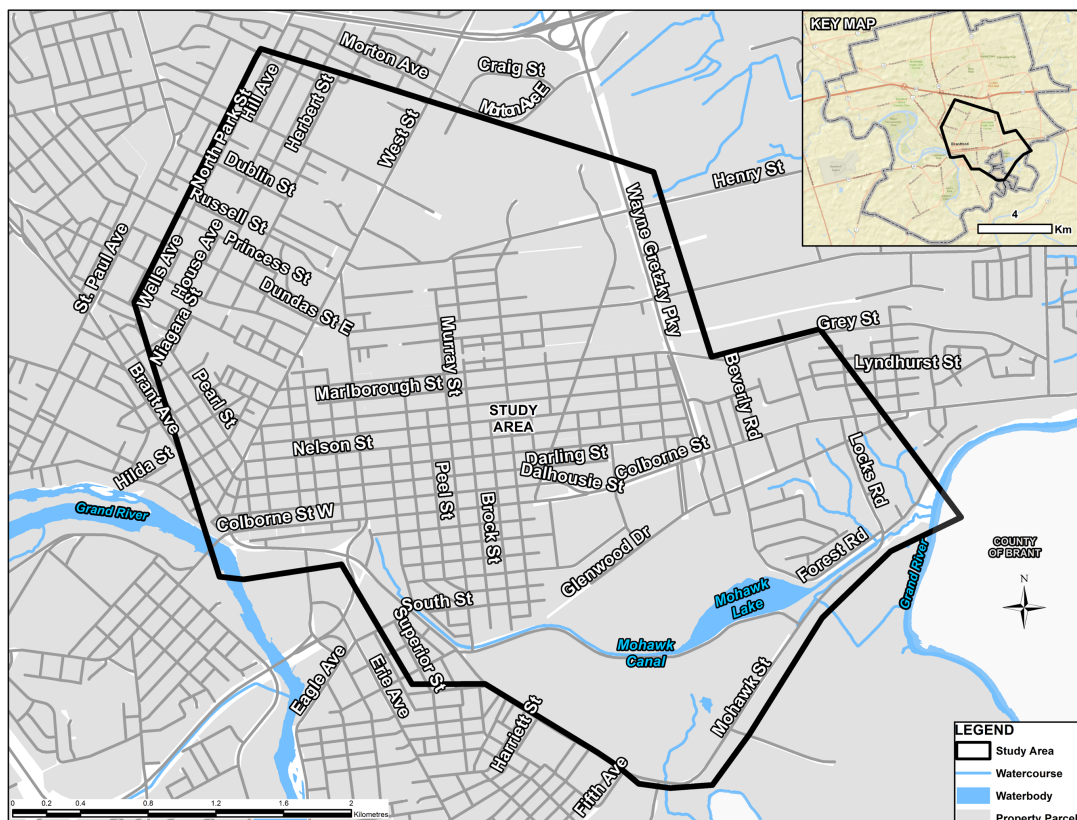 KEY MAP
Brantford
4
Km
Morton Ave
Craig St
Morton Ave E
Hill Ave
Herbert St
North Park St
West St
Dublin St
Henry St
Russell St
Wayne Gretzky Pky
St. Paul Ave
Wells Ave
House Ave
Princess St
Niagara St
Dundas St E
Grey St
Murray St
Lyndhurst St
Brant Ave
Pearl St
Marlborough St
Beverly Rd
STUDY
AREA
Nelson St
Darling St
Dalhousie St
Colborne St
Hilda St
Locks Rd
Peel St
Brock St
Grand River
Colborne St W
COUNTY
OF BRANT
Glenwood Dr
Forest Rd
Grand River
N
South St
Mohawk
Lake
Superior St
Mohawk
Canal
Erie Ave
Eagle Ave
Mohawk St
Harriett St
Fifth Ave
LEGEND
Study Area
Watercourse
Waterbody
Property Parcel
0 0.2 0.4 0.8 1.2 1.6 2
Kilometres